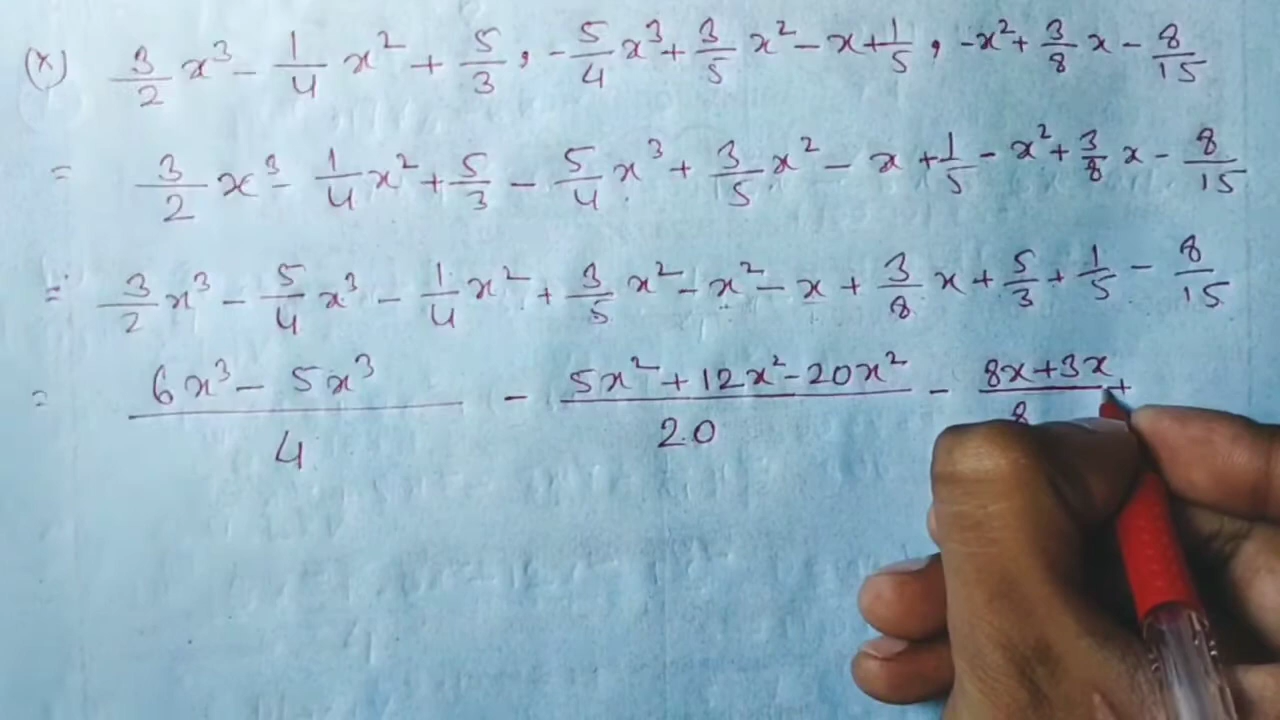 (x) 3/2 x³ - 1/4 x² + 5/3, - 5/4 x³ + 3/5 x² - x + 1/5, -x² + 3/8 x - 8/15
= 3/2 x³ - 1/4 x² + 5/3 - 5/4 x³ + 3/5 x² - x + 1/5 - x² + 3/8 x - 8/15
= 3/2 x³ - 5/4 x³ - 1/4 x² + 3/5 x² - x² - x + 3/8 x + 5/3 + 1/5 - 8/15
= (6x³ - 5x³)/4 - (5x² + 12x² - 20x²)/20 - (8x + 3x)/8 +